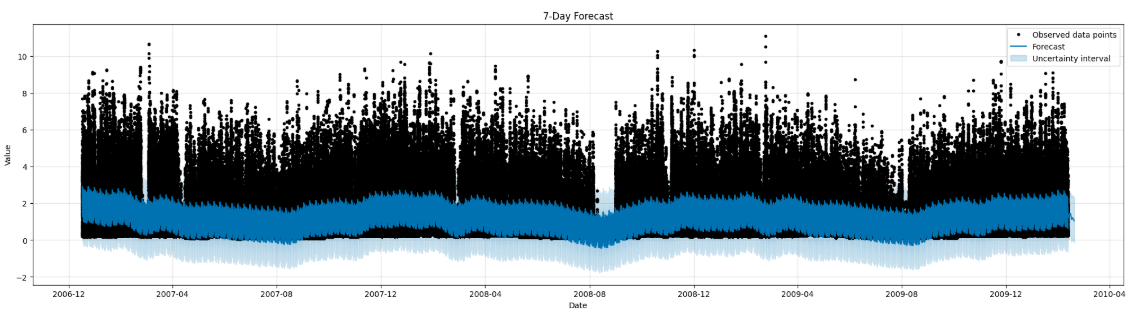 7-Day Forecast
Observed data points
Forecast
Uncertainty interval
10
8
6
4
2
0
−2
Value
2006-12 2007-04 2007-08 2007-12 2008-04 2008-08 2008-12 2009-04 2009-08 2009-12 2010-04
Date